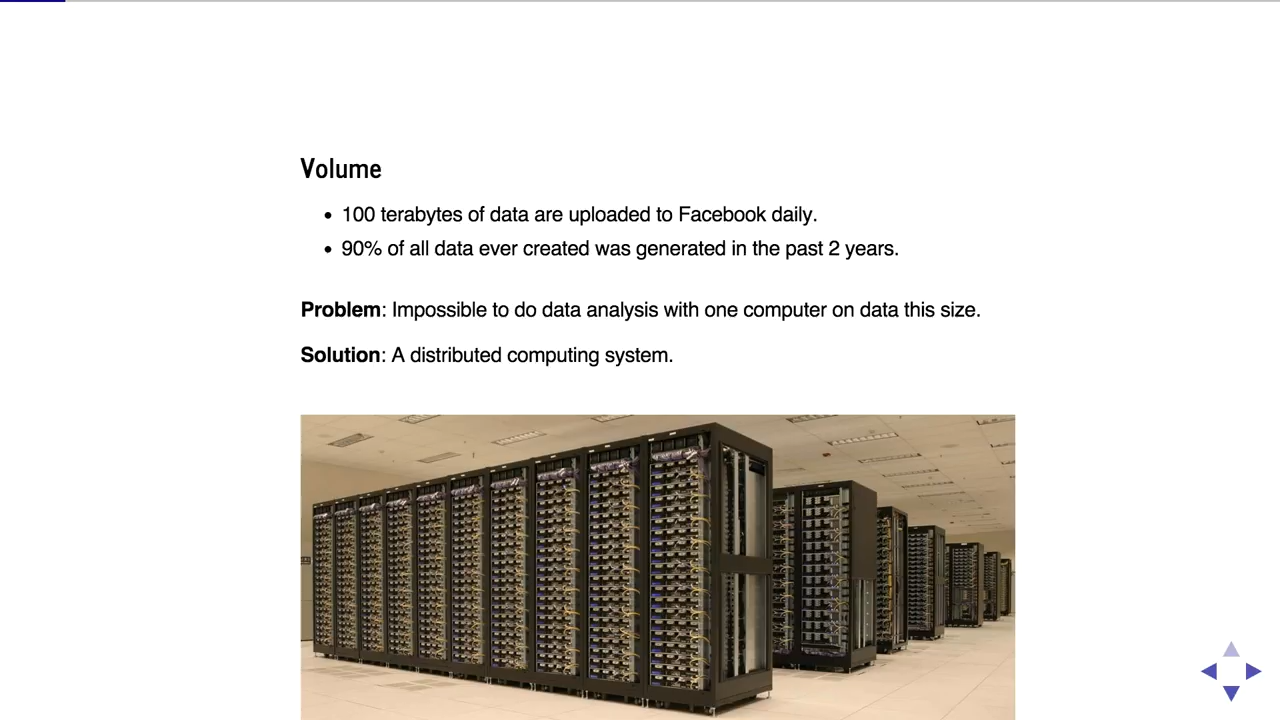 Volume
100 terabytes of data are uploaded to Facebook daily.
90% of all data ever created was generated in the past 2 years.
Problem: Impossible to do data analysis with one computer on data this size.
Solution: A distributed computing system.